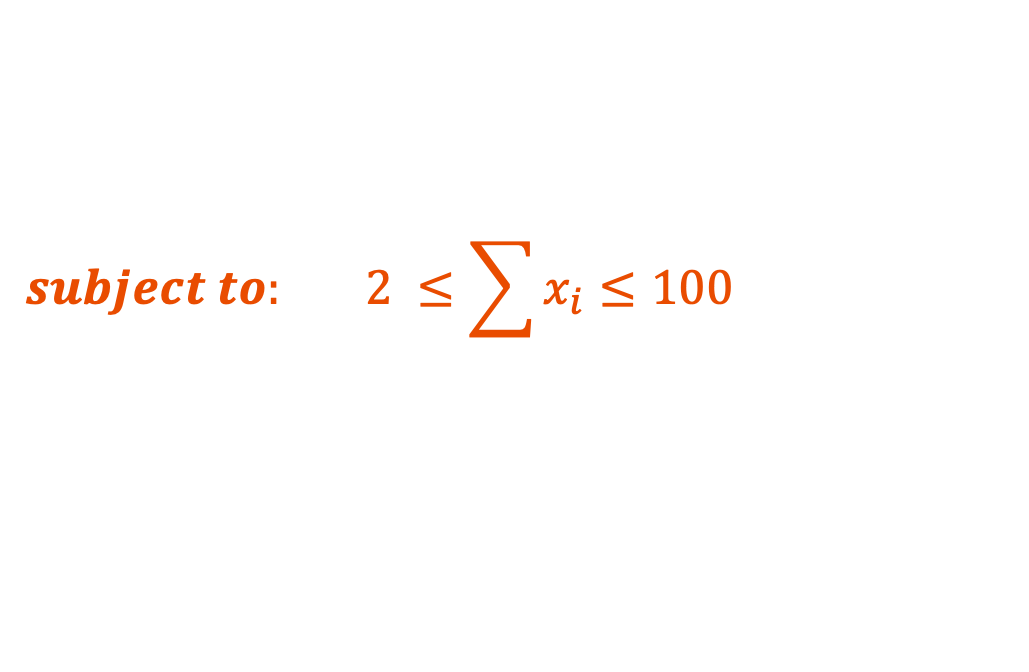 subject to: 2 ≤ ∑ xᵢ ≤ 100